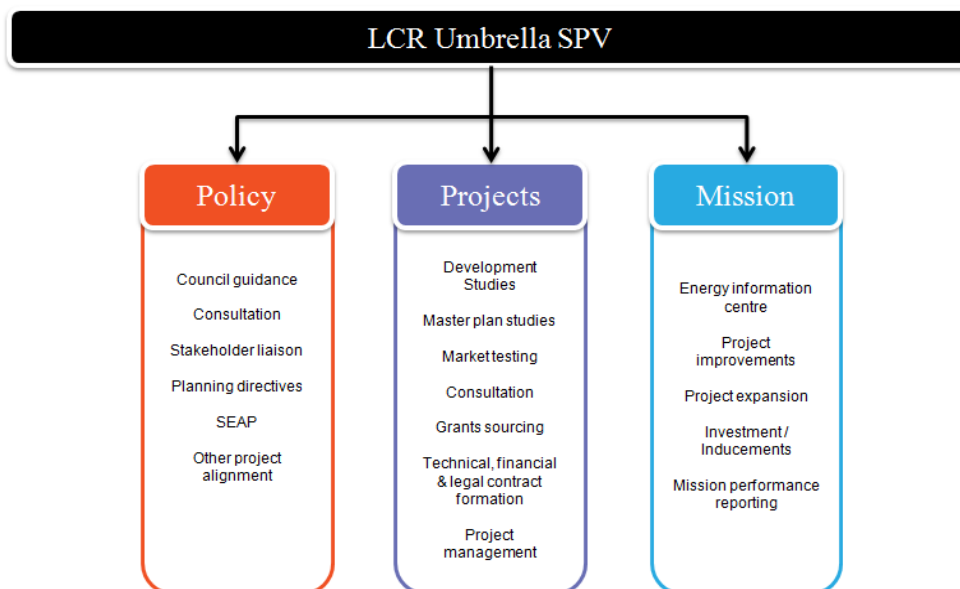 LCR Umbrella SPV
Policy
Council guidance
Consultation
Stakeholder liaison
Planning directives
SEAP
Other project
alignment
Projects
Development
Studies
Master plan studies
Market testing
Consultation
Grants sourcing
Technical, financial
& legal contract
formation
Project
management
Mission
Energy information
centre
Project
improvements
Project expansion
Investment /
Inducements
Mission performance
reporting